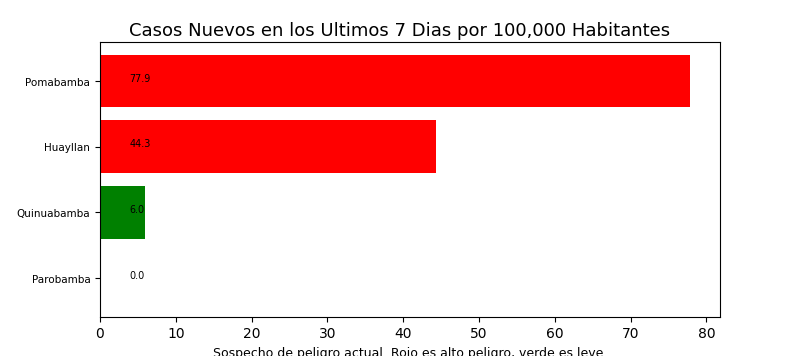 Casos Nuevos en los Ultimos 7 Dias por 100,000 Habitantes
Pomabamba
77.9
Huayllan
44.3
Quinuabamba
6.0
Parobamba
0.0
0 10 20 30 40 50 60 70 80
Sospecho de peligro actual. Rojo es alto peligro, verde es leve